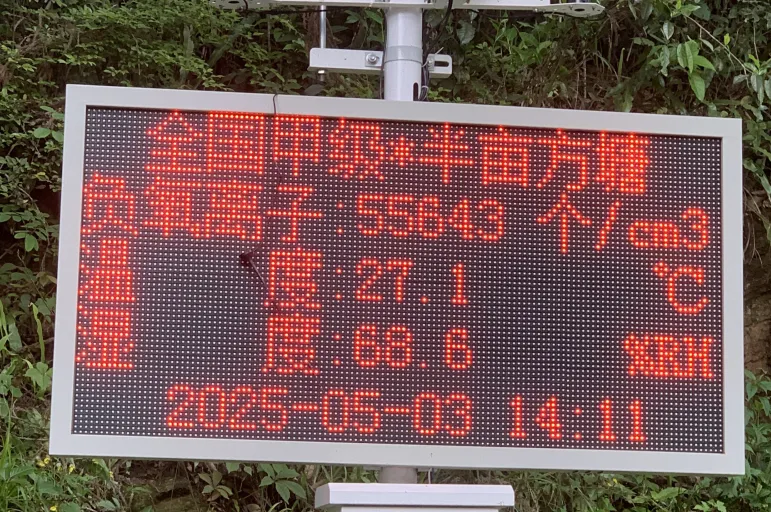 全国甲级*半亩方塘
负氧离子:55643 个/cm3
温 度:27.1 ℃
湿 度:68.6 %RH
2025-05-03 14:11